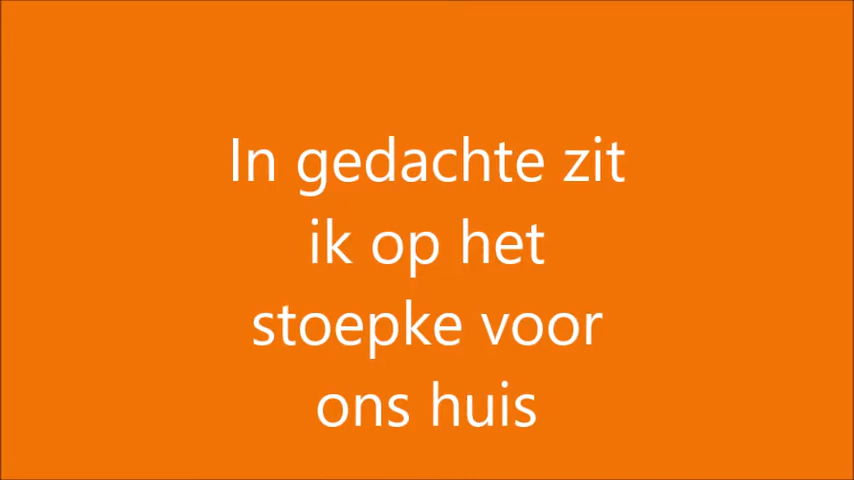 In gedachte zit
ik op het
stoepke voor
ons huis